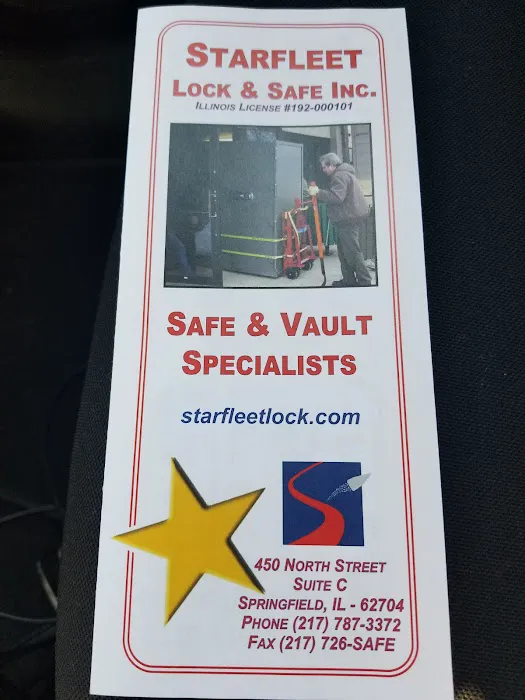 STARFLEET
LOCK & SAFE INC.
ILLINOIS LICENSE #192-000101
SAFE & VAULT
SPECIALISTS
starfleetlock.com
450 NORTH STREET
SUITE C
SPRINGFIELD, IL - 62704
PHONE (217) 787-3372
FAX (217) 726-SAFE